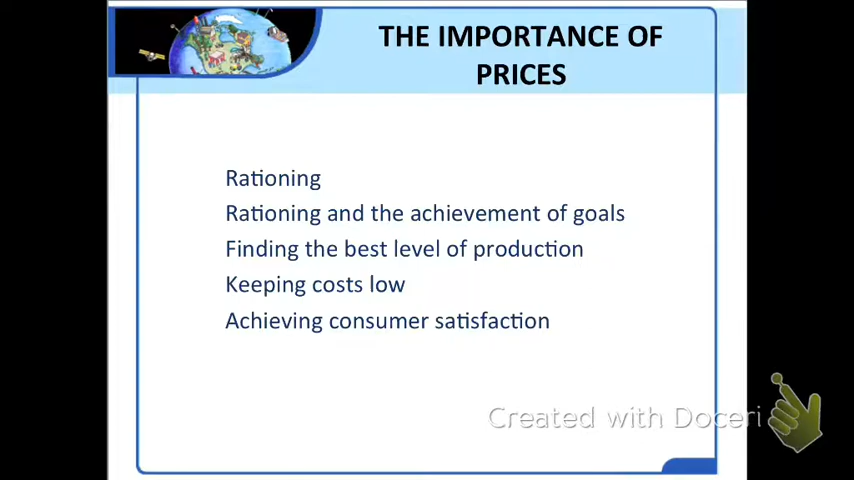 THE IMPORTANCE OF
PRICES
Rationing
Rationing and the achievement of goals
Finding the best level of production
Keeping costs low
Achieving consumer satisfaction
Created with Doceri